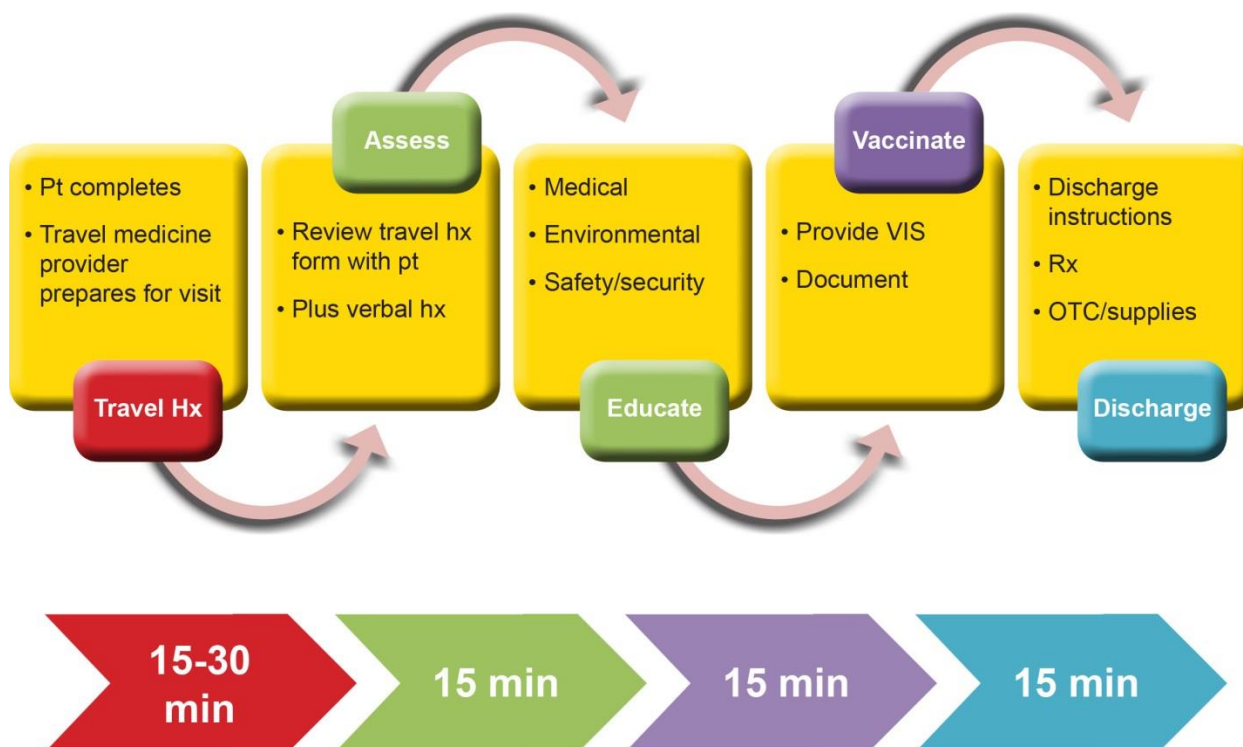 • Pt completes
• Travel medicine
provider
prepares for visit
Travel Hx
Assess
• Review travel hx
form with pt
• Plus verbal hx
• Medical
• Environmental
• Safety/security
Educate
Vaccinate
• Provide VIS
• Document
• Discharge
instructions
• Rx
• OTC/supplies
Discharge
15-30
min
15 min
15 min
15 min